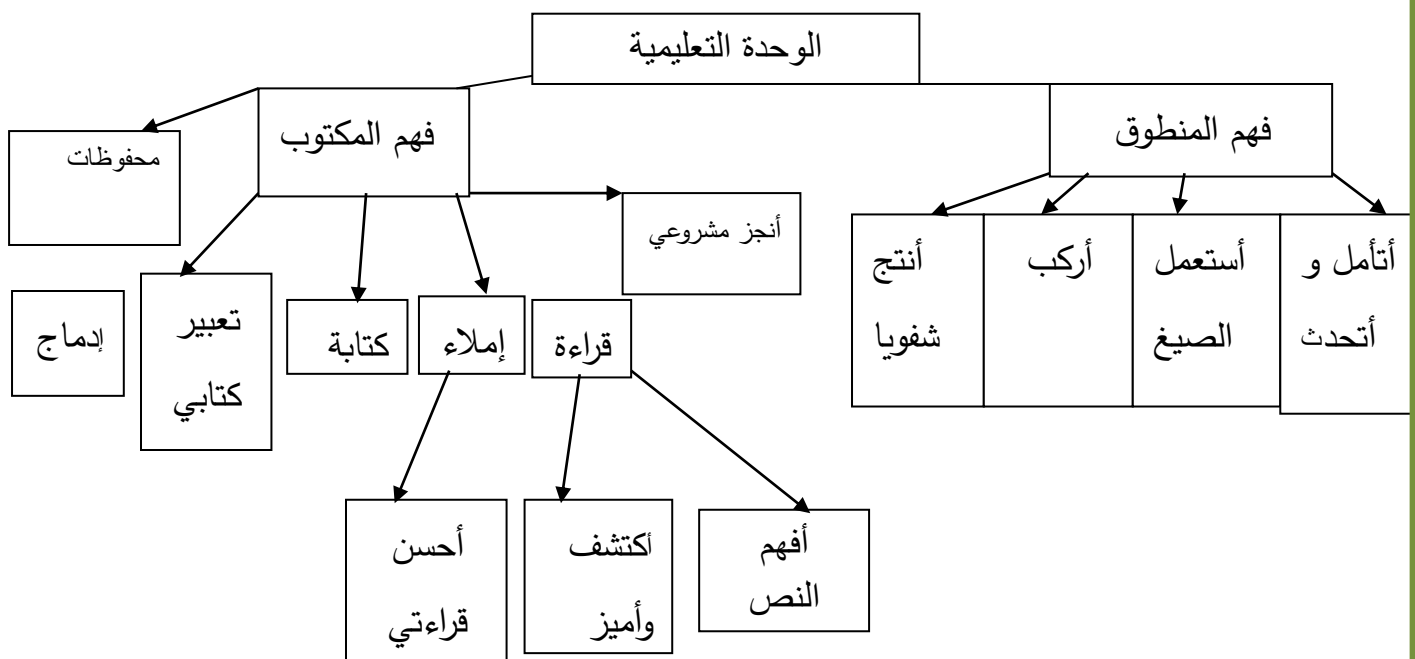 الوحدة التعليمية
فهم المنطوق
فهم المكتوب
محفوظات
أنجز مشروعي
أتأمل و
أتحدث
أستعمل
الصيغ
أركب
أنتج
شفويا
قراءة
إملاء
كتابة
تعبير
كتابي
إدماج
أفهم
النص
أكتشف
وأميز
أحسن
قراءتي